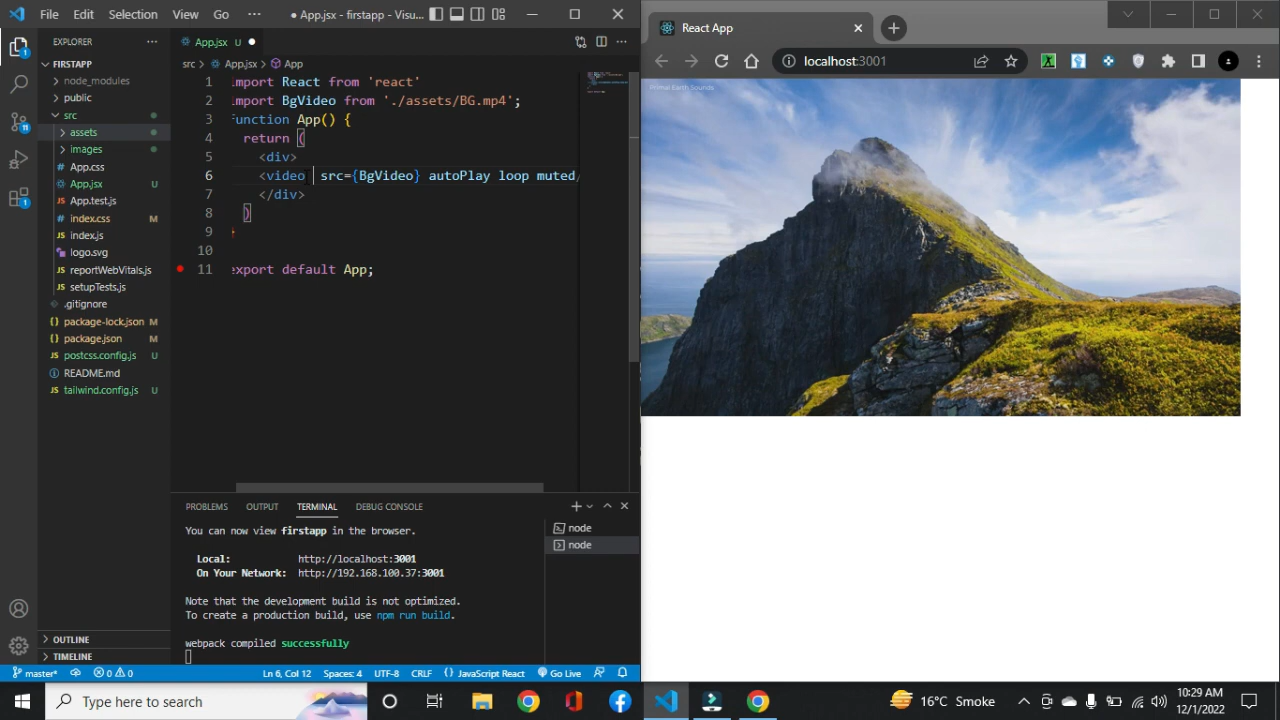 File Edit Selection View Go ··· ● App.jsx - firstapp - Visu...
EXPLORER ···
FIRSTAPP
node_modules
public
src
assets
images
App.css
App.jsx U
App.test.js
index.css M
index.js
logo.svg
reportWebVitals.js
setupTests.js
.gitignore
package-lock.json M
package.json M
postcss.config.js U
README.md
tailwind.config.js U
OUTLINE
TIMELINE
App.jsx U ●
src > App.jsx > App
1 import React from 'react'
2 import BgVideo from './assets/BG.mp4';
3 function App() {
4 return (
5 <div>
6 <video src={BgVideo} autoPlay loop muted/
7 </div>
8 )
9 }
10
11 export default App;
PROBLEMS OUTPUT TERMINAL DEBUG CONSOLE
You can now view firstapp in the browser.
Local: http://localhost:3001
On Your Network: http://192.168.100.37:3001
Note that the development build is not optimized.
To create a production build, use npm run build.
webpack compiled successfully
node
node
1
11
1
master* 0 0 Ln 6, Col 12 Spaces: 4 UTF-8 CRLF JavaScript React Go Live
React App
localhost:3001
Primal Earth Sounds
Type here to search
16°C Smoke
10:29 AM
12/1/2022